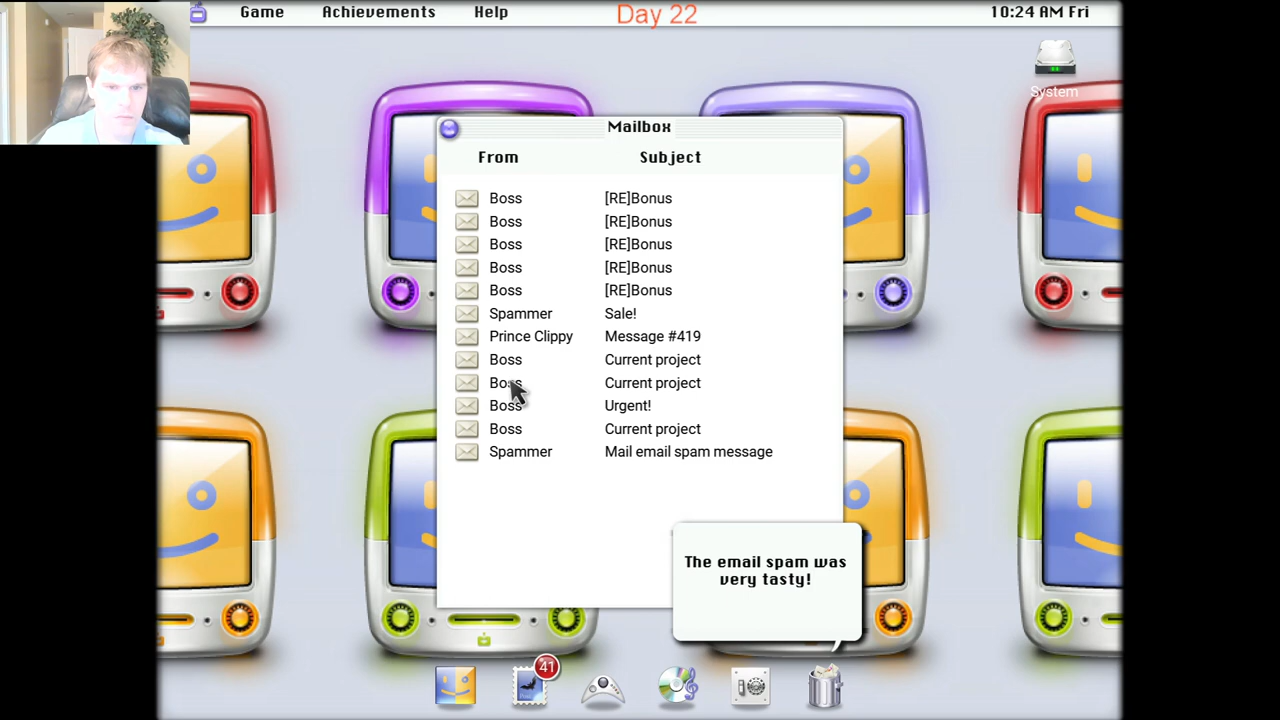 Game Achievements Help Day 22 10:24 AM Fri
System
Mailbox
From Subject
Boss [RE]Bonus
Boss [RE]Bonus
Boss [RE]Bonus
Boss [RE]Bonus
Boss [RE]Bonus
Spammer Sale!
Prince Clippy Message #419
Boss Current project
Boss Current project
Boss Urgent!
Boss Current project
Spammer Mail email spam message
The email spam was
very tasty!
41